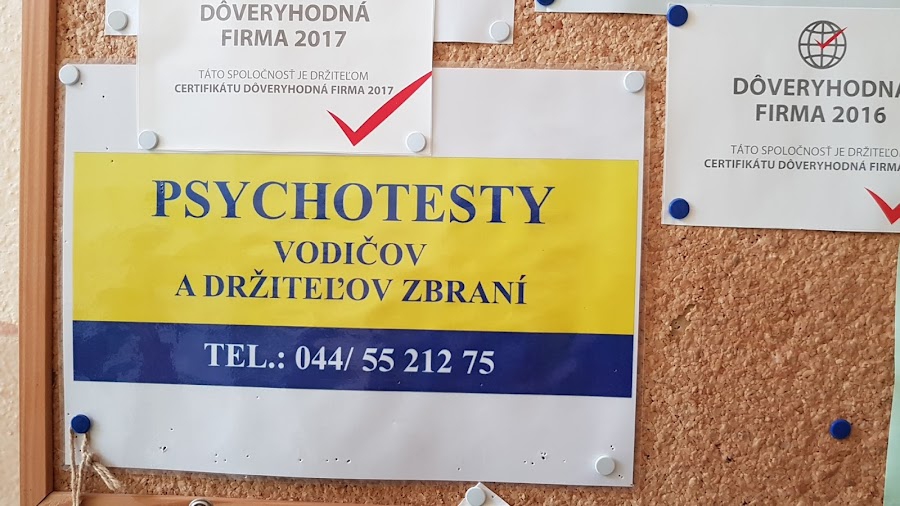 DÔVERYHODNÁ
FIRMA 2017
TÁTO SPOLOČNOSŤ JE DRŽITEĽOM
CERTIFIKÁTU DÔVERYHODNÁ FIRMA 2017
PSYCHOTESTY
VODIČOV
A DRŽITEĽOV ZBRANÍ
TEL.: 044/ 55 212 75
DÔVERYHODNÁ
FIRMA 2016
TÁTO SPOLOČNOSŤ JE DRŽITEĽO
CERTIFIKÁTU DÔVERYHODNÁ FIRMA